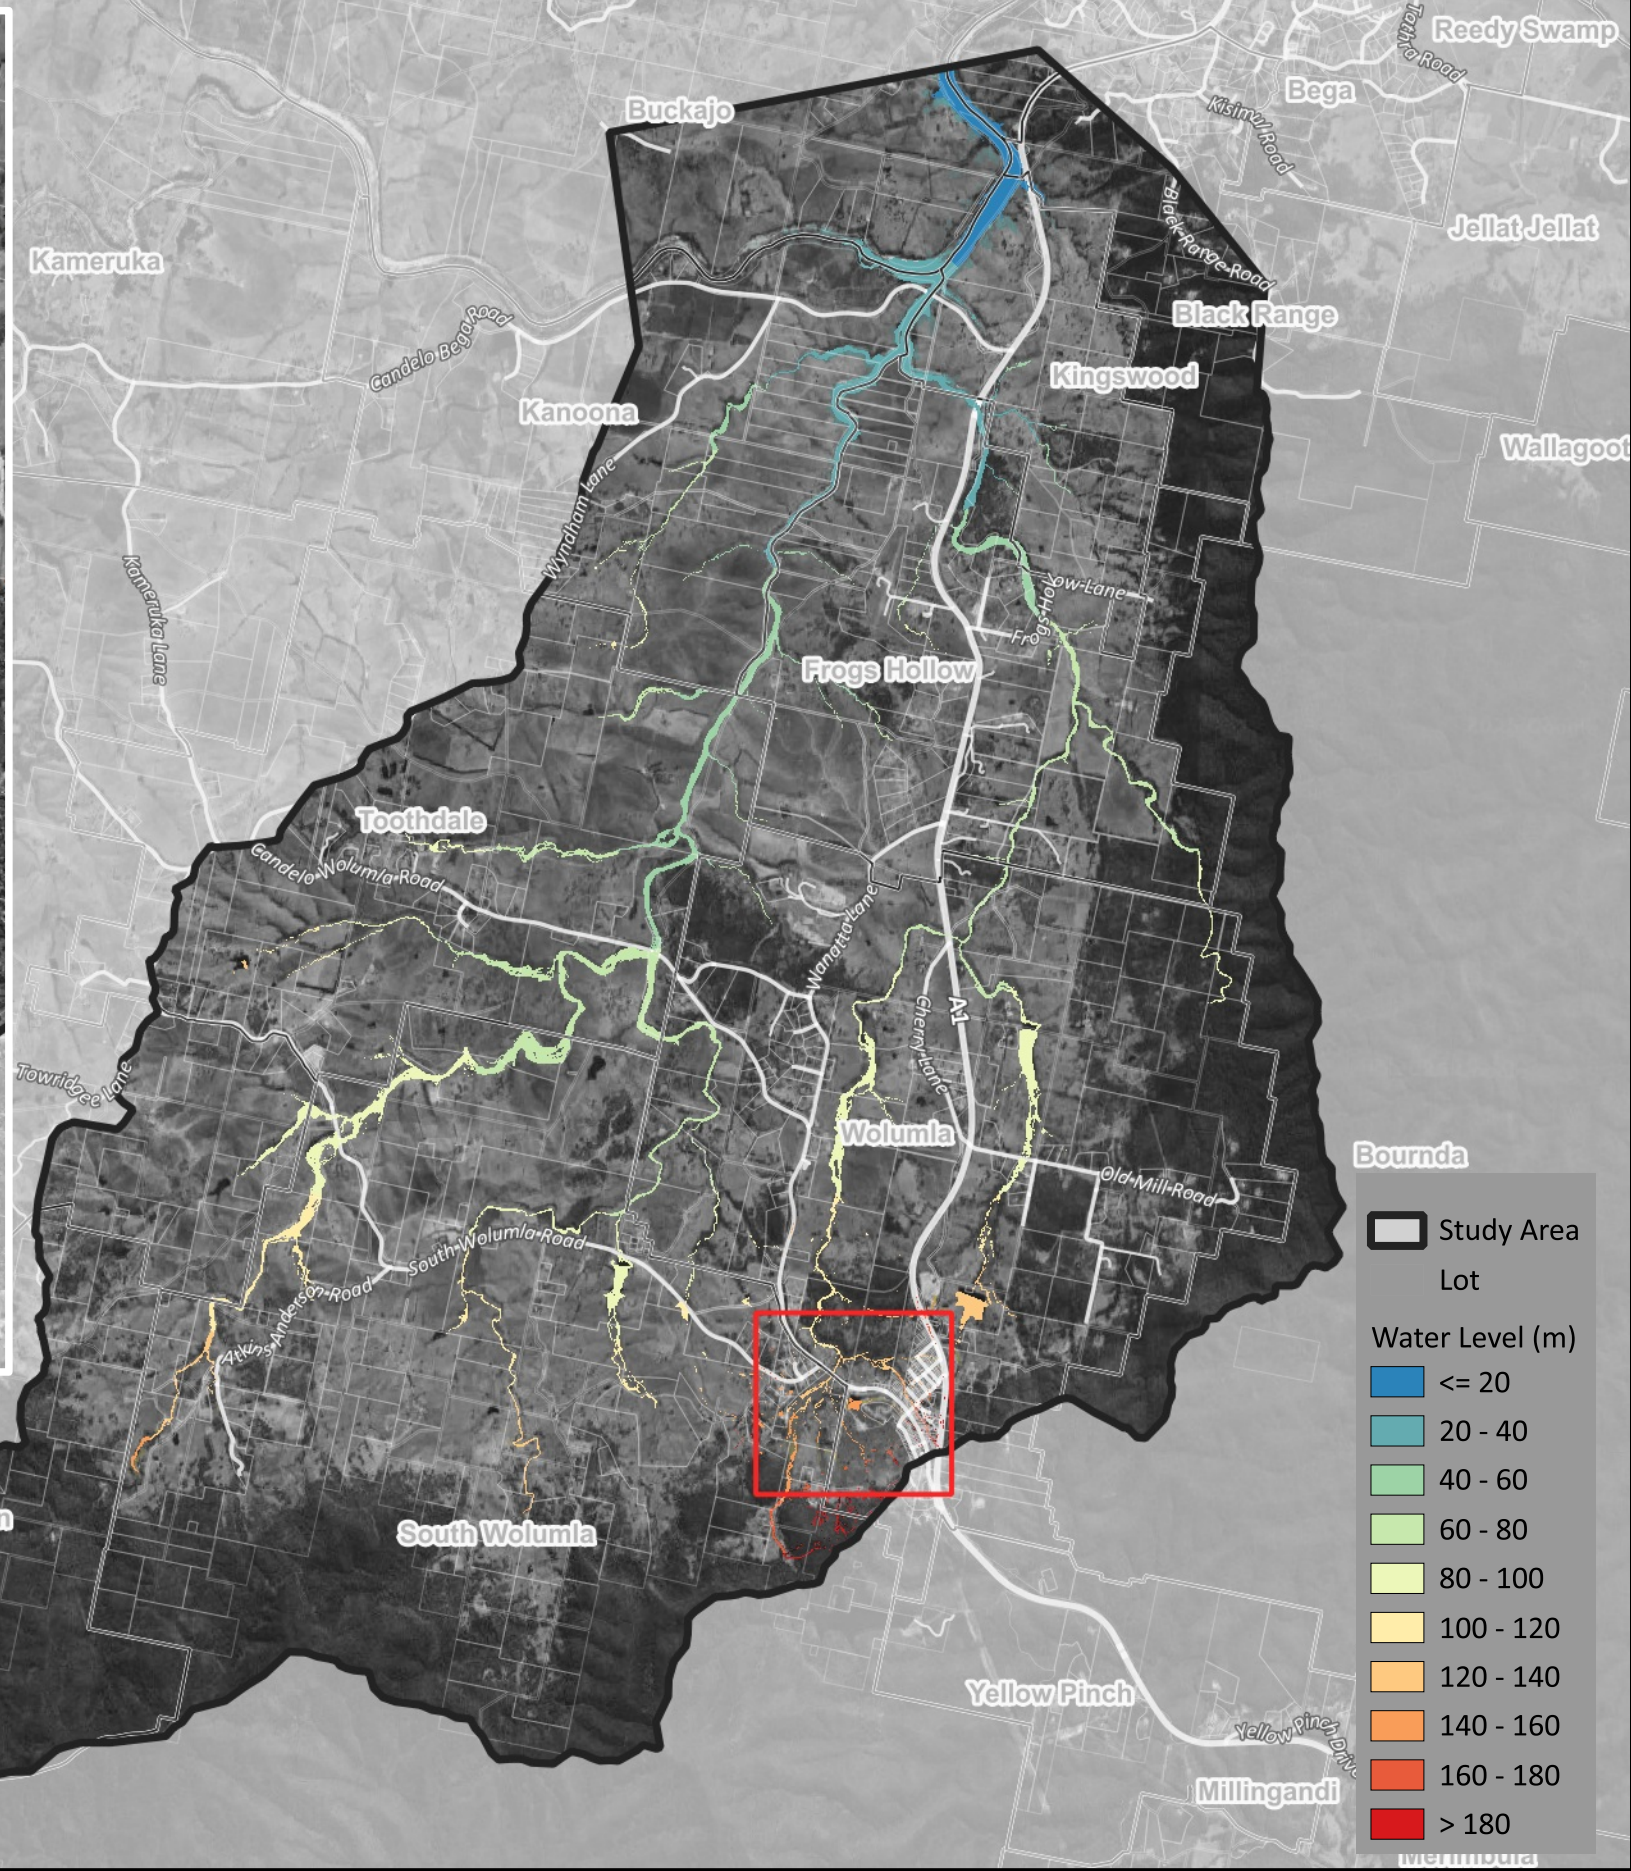 Reedy Swamp
Tathra Road
Bega
Buckajo
Kisimul Road
Black Range Road
Jellat Jellat
Kameruka
Black Range
Candelo Bega Road
Kingswood
Kanoona
Wallagoot
Wyndham Lane
Kameruka Lane
Frogs Hollow Lane
Frogs Hollow
Toothdale
Candelo Wolumla Road
Wanatta Lane
A1
Cherry Lane
Towridgee Lane
Wolumla
Old Mill Road
Bournda
South Wolumla Road
Atkins Anderson Road
South Wolumla
n
Yellow Pinch
Yellow Pinch Drive
Millingandi
Merimbula
Study Area
Lot
Water Level (m)
<= 20
20 - 40
40 - 60
60 - 80
80 - 100
100 - 120
120 - 140
140 - 160
160 - 180
> 180